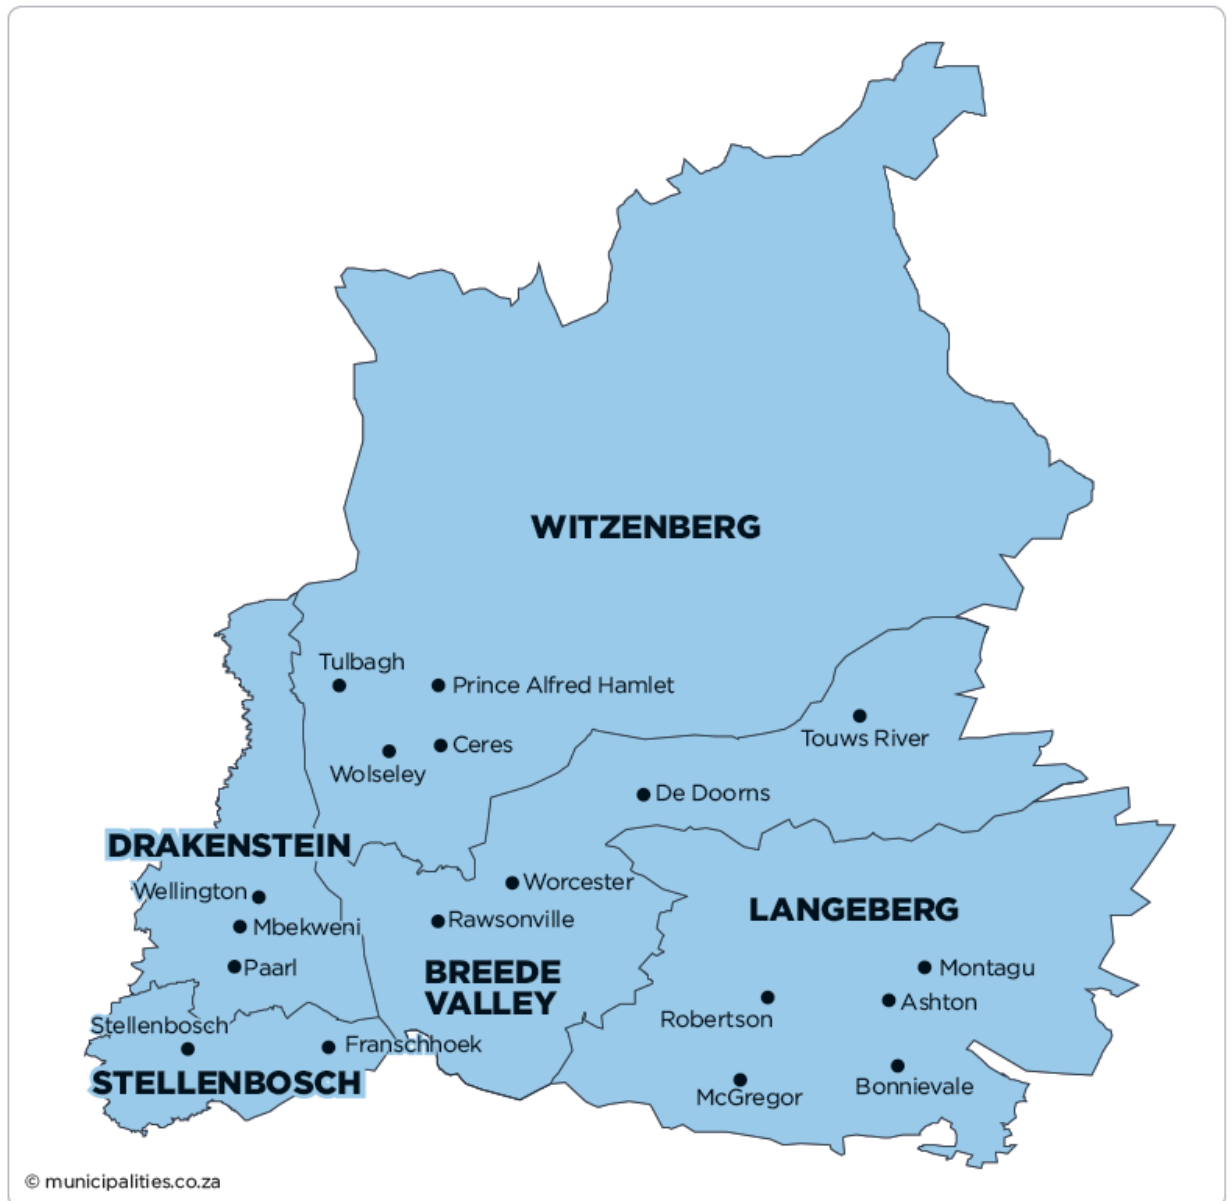 WITZENBERG
Tulbagh
Prince Alfred Hamlet
Touws River
Ceres
Wolseley
De Doorns
DRAKENSTEIN
Wellington
Worcester
LANGEBERG
Mbekweni
Rawsonville
Paarl
BREEDE
VALLEY
Montagu
Ashton
Robertson
Stellenbosch
Franschhoek
STELLENBOSCH
Bonnievale
McGregor
© municipalities.co.za